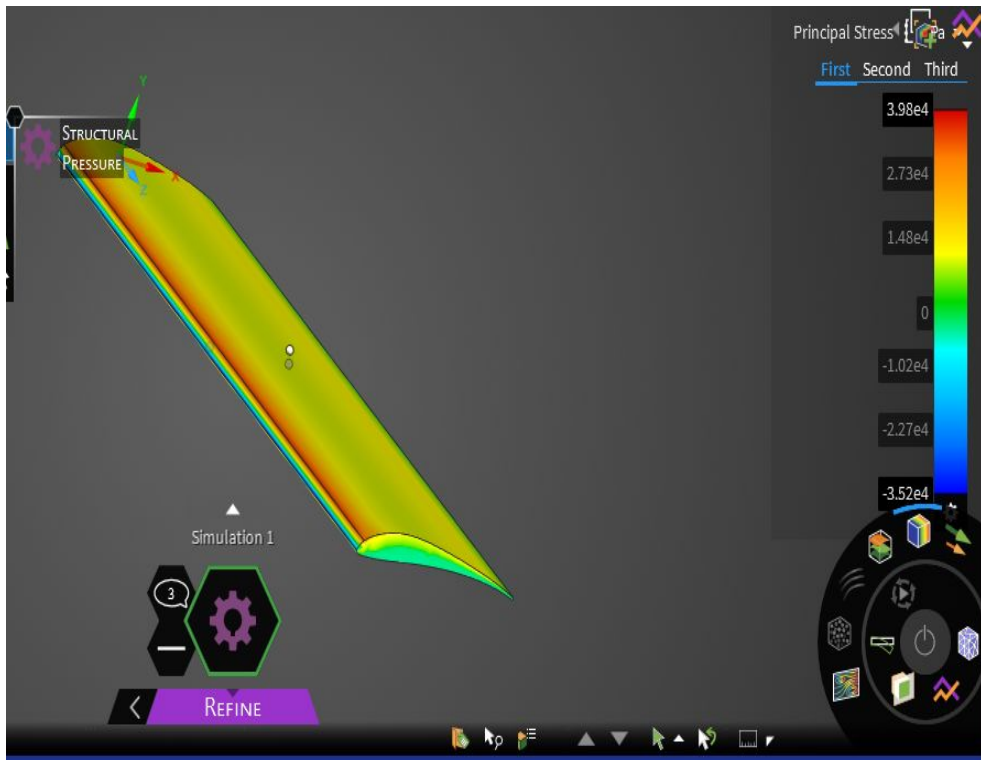 Principal Stress Pa
First Second Third
3.98e4
2.73e4
1.48e4
0
-1.02e4
-2.27e4
-3.52e4
Y
X
Z
STRUCTURAL
PRESSURE
Simulation 1
3
REFINE